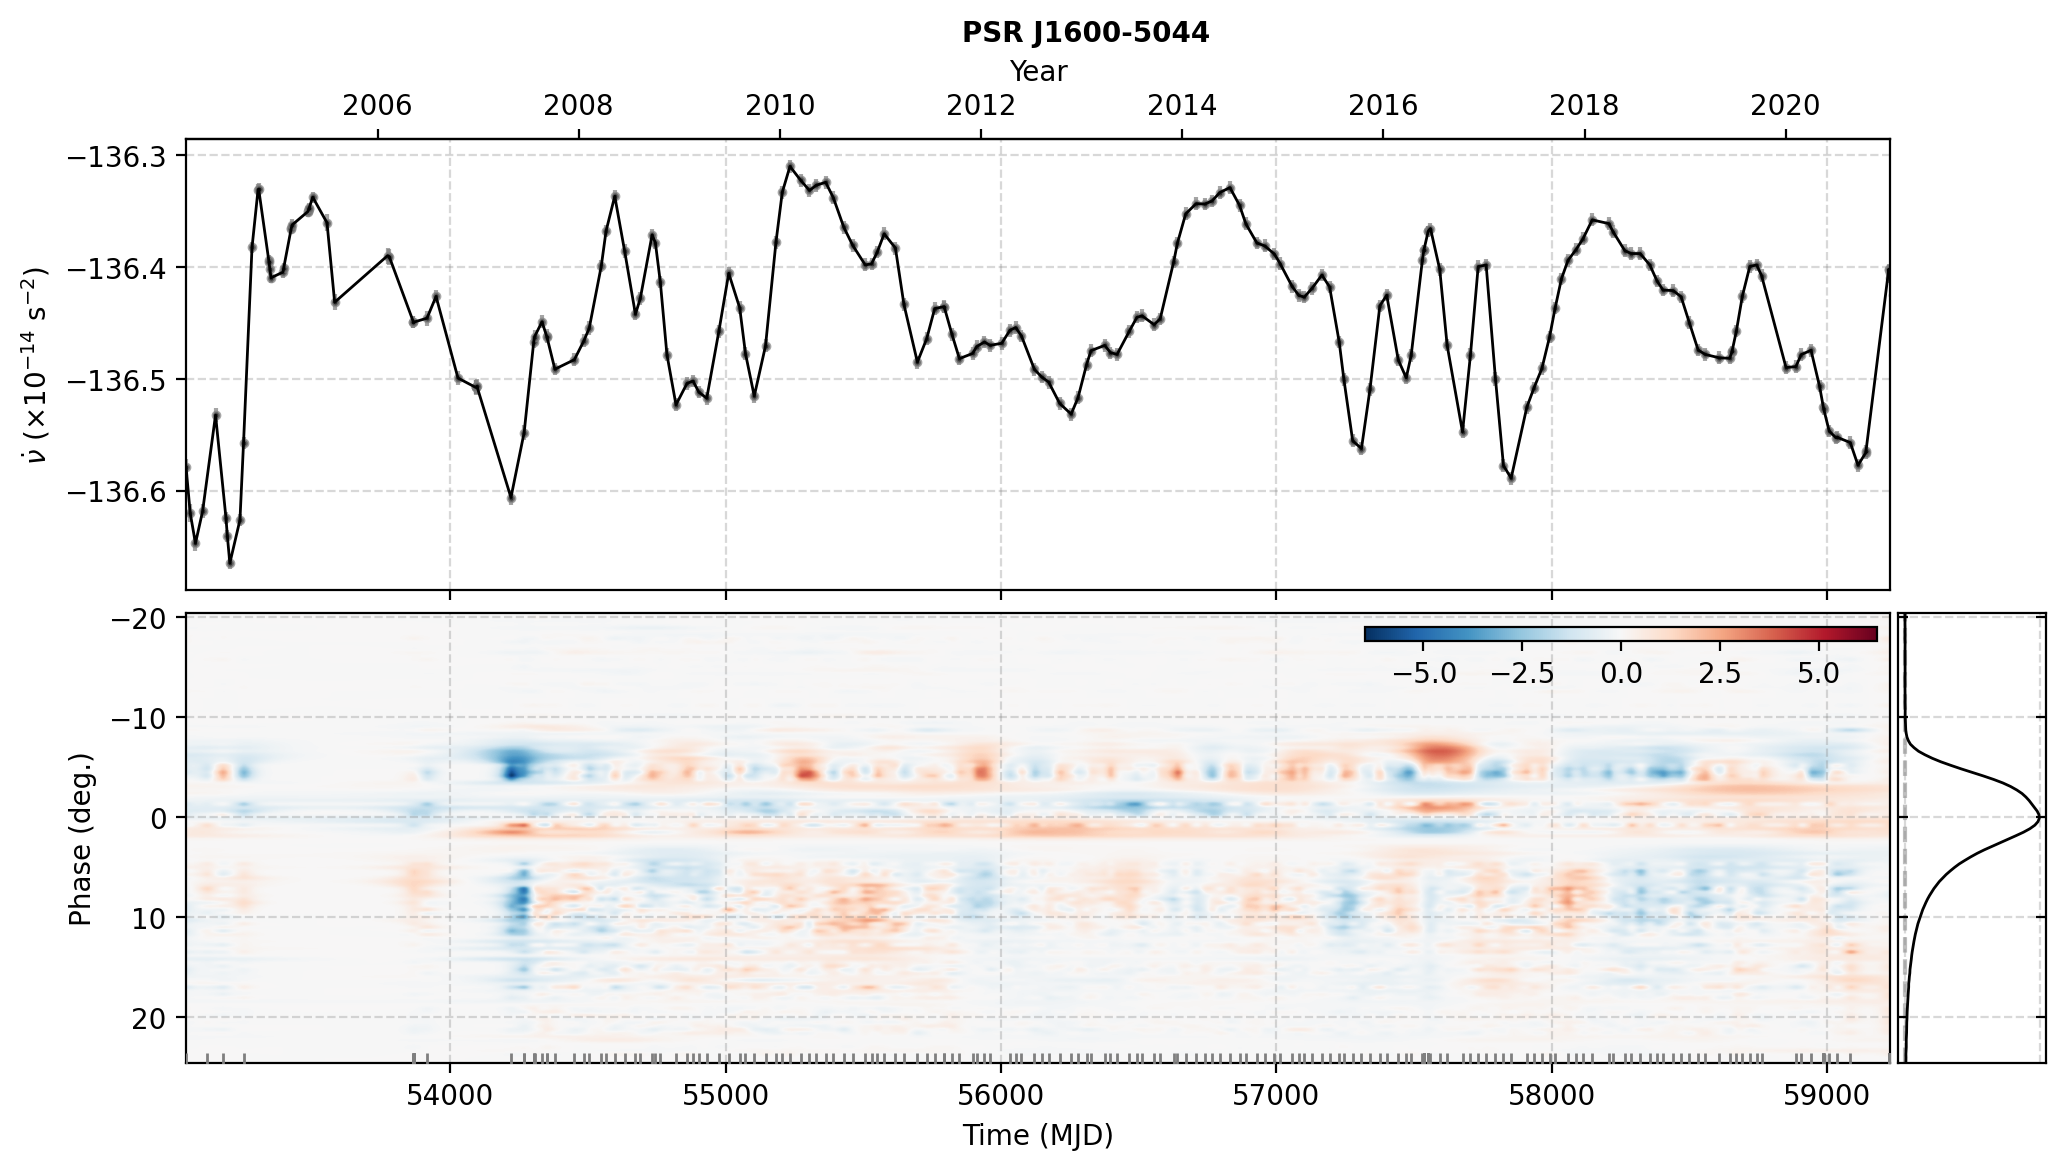 PSR J1600-5044
Year
2006 2008 2010 2012 2014 2016 2018 2020
−136.3
−136.4
−136.5
−136.6
ν̇ (×10⁻¹⁴ s⁻²)
−20
−10
0
10
20
Phase (deg.)
−5.0 −2.5 0.0 2.5 5.0
54000 55000 56000 57000 58000 59000
Time (MJD)